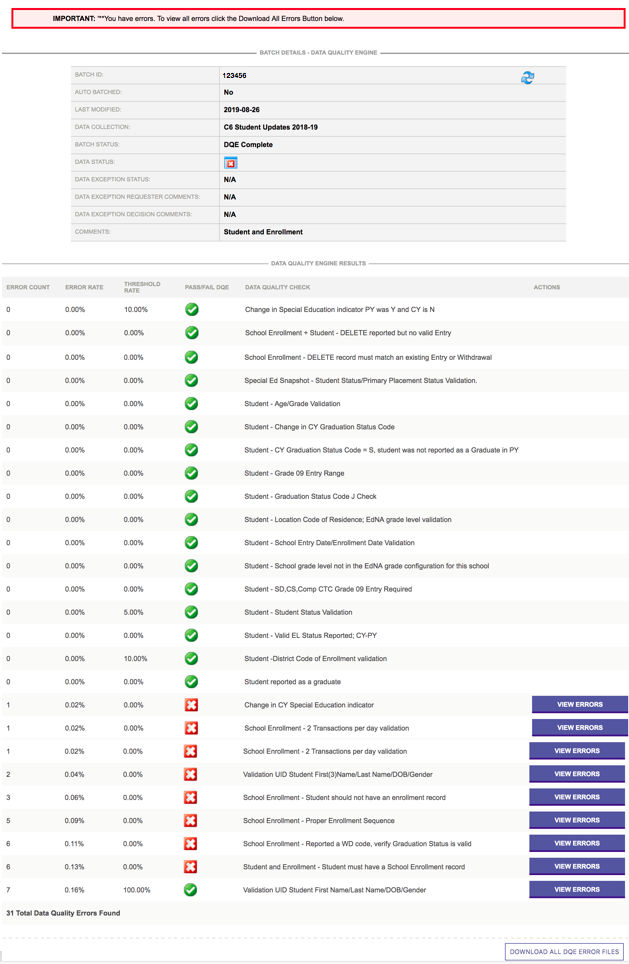 IMPORTANT: "**You have errors. To view all errors click the Download All Errors Button below.
BATCH DETAILS - DATA QUALITY ENGINE
BATCH ID: 123456
AUTO BATCHED: No
LAST MODIFIED: 2019-08-26
DATA COLLECTION: C6 Student Updates 2018-19
BATCH STATUS: DQE Complete
DATA STATUS:
DATA EXCEPTION STATUS: N/A
DATA EXCEPTION REQUESTER COMMENTS: N/A
DATA EXCEPTION DECISION COMMENTS: N/A
COMMENTS: Student and Enrollment
DATA QUALITY ENGINE RESULTS
ERROR COUNT ERROR RATE THRESHOLD RATE PASS/FAIL DQE DATA QUALITY CHECK ACTIONS
0 0.00% 10.00% Change in Special Education indicator PY was Y and CY is N
0 0.00% 0.00% School Enrollment + Student - DELETE reported but no valid Entry
0 0.00% 0.00% School Enrollment - DELETE record must match an existing Entry or Withdrawal
0 0.00% 0.00% Special Ed Snapshot - Student Status/Primary Placement Status Validation.
0 0.00% 0.00% Student - Age/Grade Validation
0 0.00% 0.00% Student - Change in CY Graduation Status Code
0 0.00% 0.00% Student - CY Graduation Status Code = S, student was not reported as a Graduate in PY
0 0.00% 0.00% Student - Grade 09 Entry Range
0 0.00% 0.00% Student - Graduation Status Code J Check
0 0.00% 0.00% Student - Location Code of Residence; EdNA grade level validation
0 0.00% 0.00% Student - School Entry Date/Enrollment Date Validation
0 0.00% 0.00% Student - School grade level not in the EdNA grade configuration for this school
0 0.00% 0.00% Student - SD,CS,Comp CTC Grade 09 Entry Required
0 0.00% 5.00% Student - Student Status Validation
0 0.00% 0.00% Student - Valid EL Status Reported; CY-PY
0 0.00% 10.00% Student -District Code of Enrollment validation
0 0.00% 0.00% Student reported as a graduate
1 0.02% 0.00% Change in CY Special Education indicator VIEW ERRORS
1 0.02% 0.00% School Enrollment - 2 Transactions per day validation VIEW ERRORS
1 0.02% 0.00% School Enrollment - 2 Transactions per day validation VIEW ERRORS
2 0.04% 0.00% Validation UID Student First(3)Name/Last Name/DOB/Gender VIEW ERRORS
3 0.06% 0.00% School Enrollment - Student should not have an enrollment record VIEW ERRORS
5 0.09% 0.00% School Enrollment - Proper Enrollment Sequence VIEW ERRORS
6 0.11% 0.00% School Enrollment - Reported a WD code, verify Graduation Status is valid VIEW ERRORS
6 0.13% 0.00% Student and Enrollment - Student must have a School Enrollment record VIEW ERRORS
7 0.16% 100.00% Validation UID Student First Name/Last Name/DOB/Gender VIEW ERRORS
31 Total Data Quality Errors Found
DOWNLOAD ALL DQE ERROR FILES